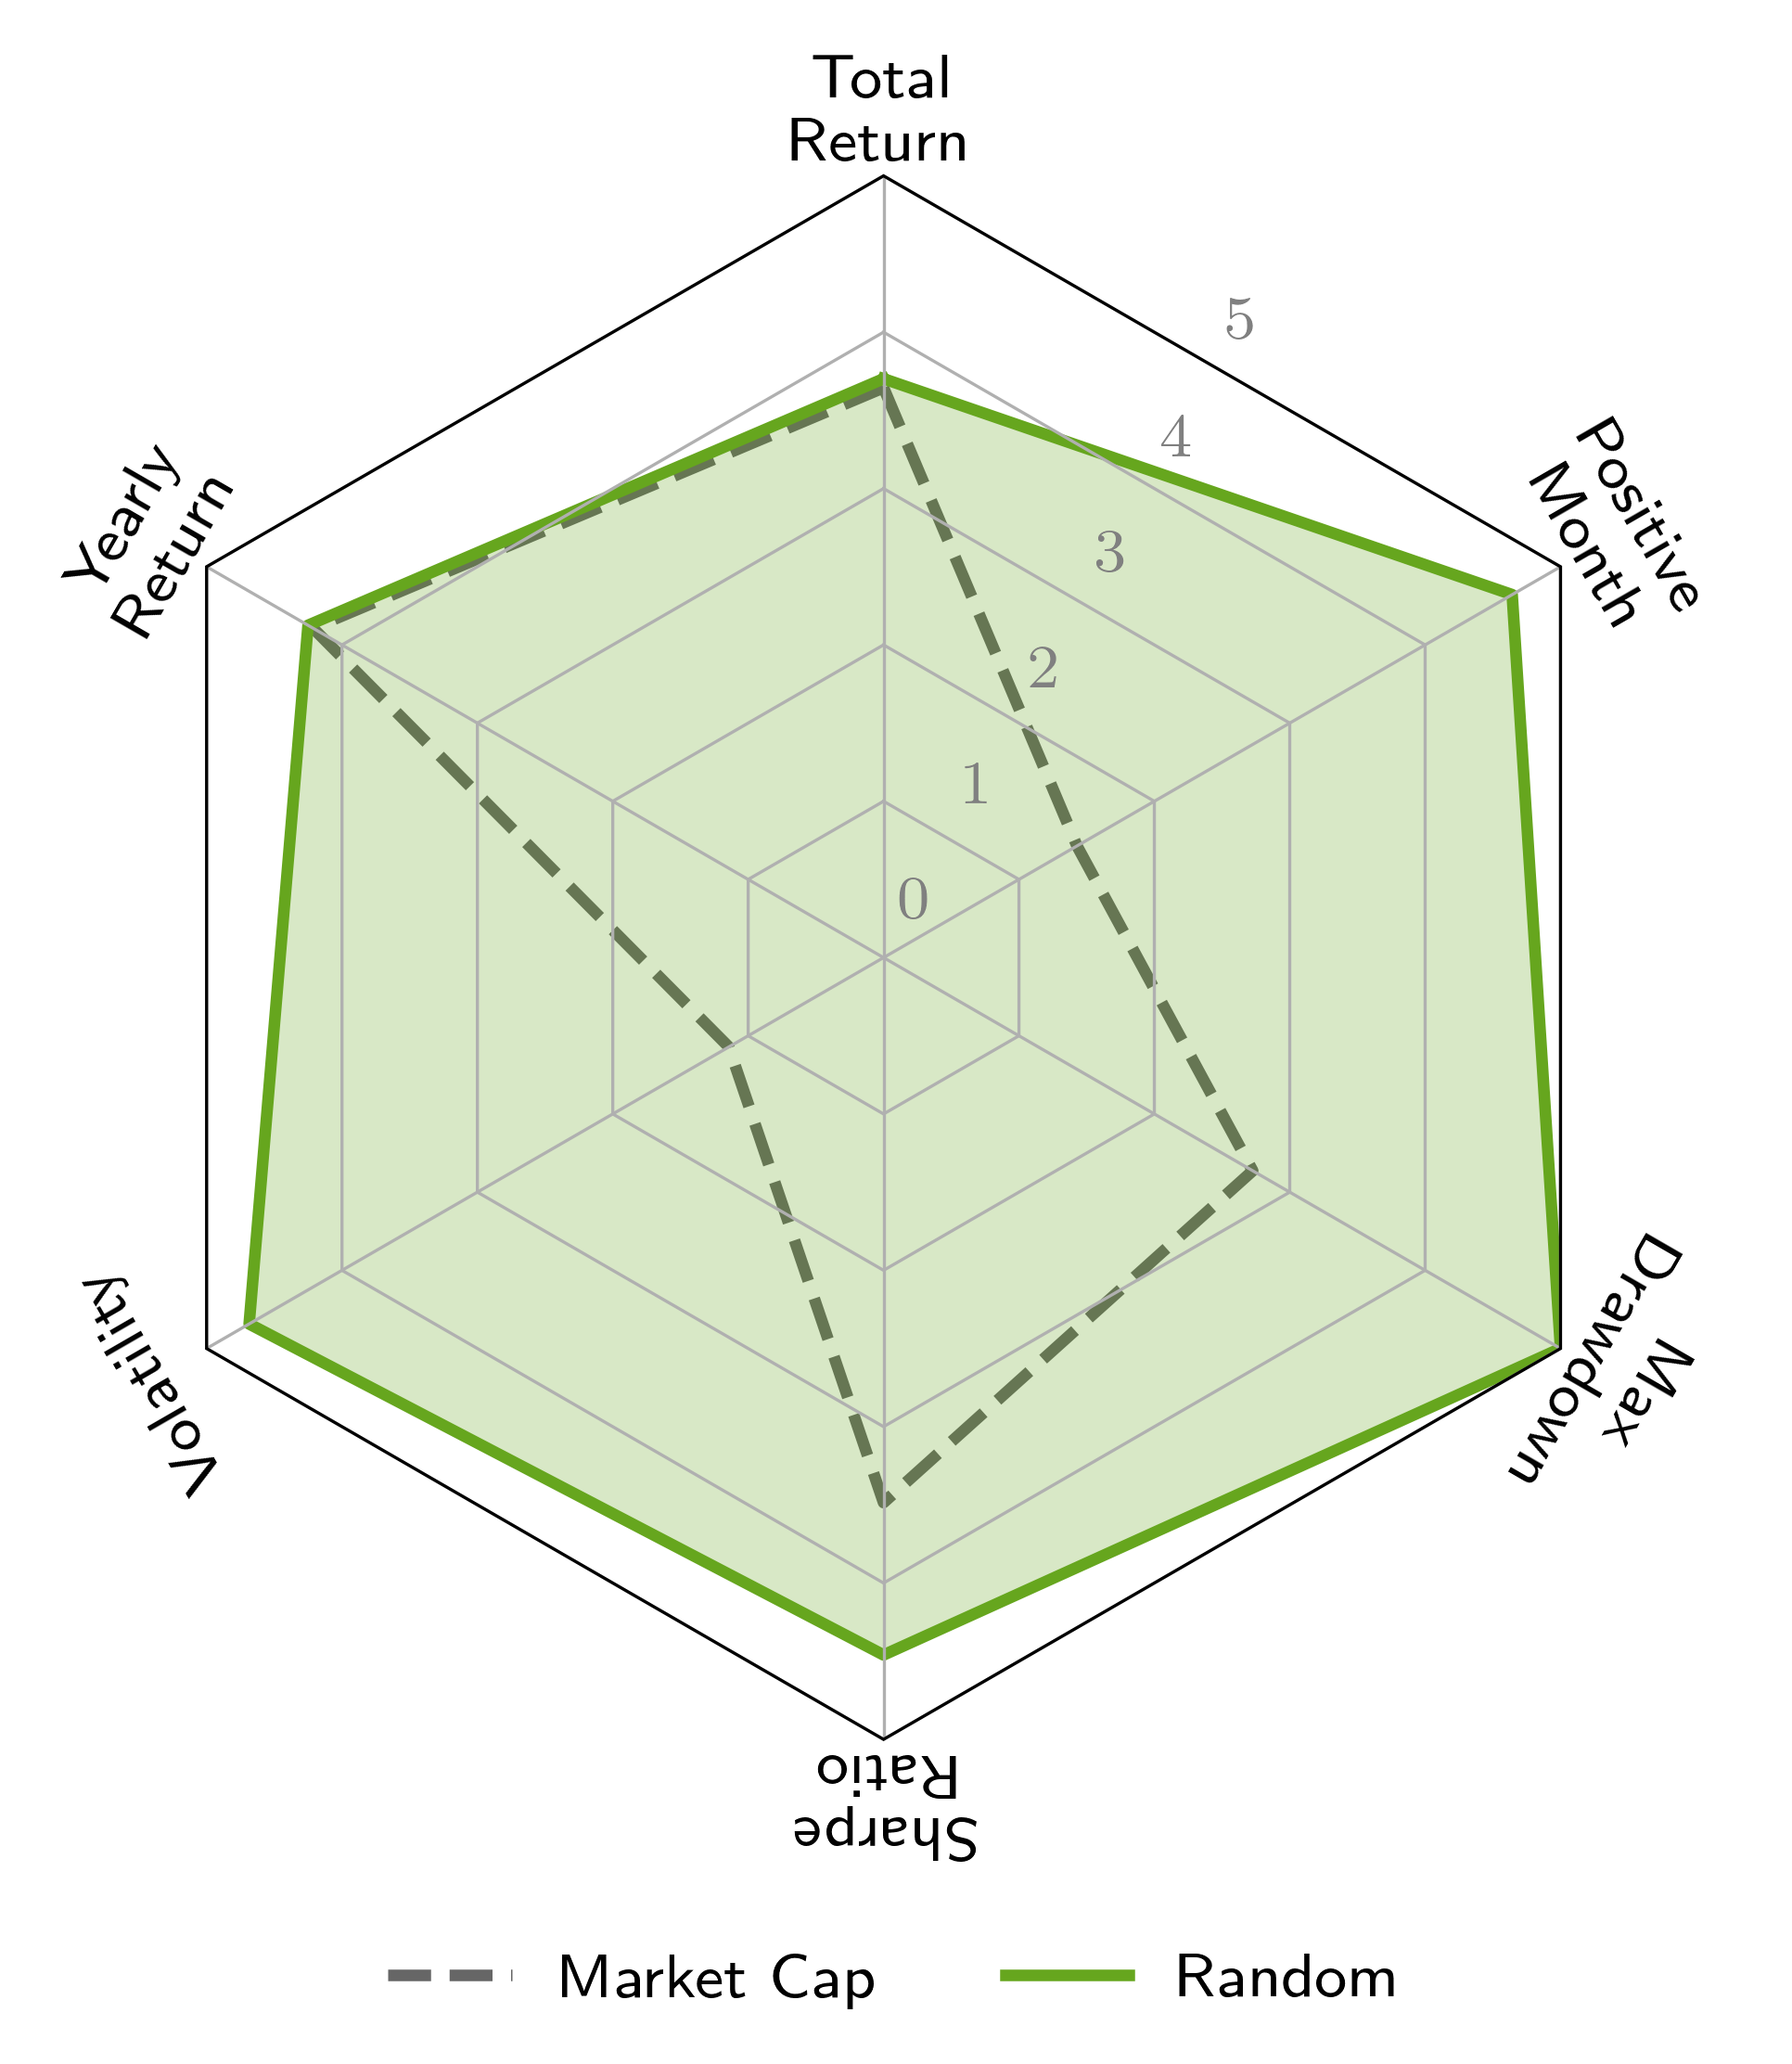 Total
Return
5
Positive
Month
4
Yearly
Return
3
2
1
0
Max
Drawdown
Volatility
Sharpe
Ratio
Market Cap
Random